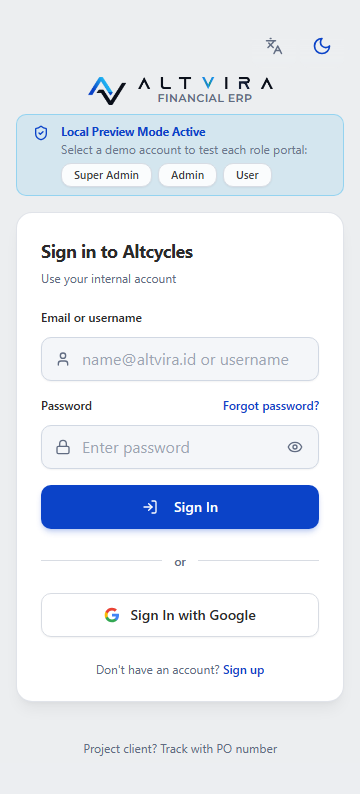 ALTVIRA
FINANCIAL ERP
Local Preview Mode Active
Select a demo account to test each role portal:
Super Admin Admin User
Sign in to Altcycles
Use your internal account
Email or username
name@altvira.id or username
Password Forgot password?
Enter password
Sign In
or
Sign In with Google
Don't have an account? Sign up
Project client? Track with PO number